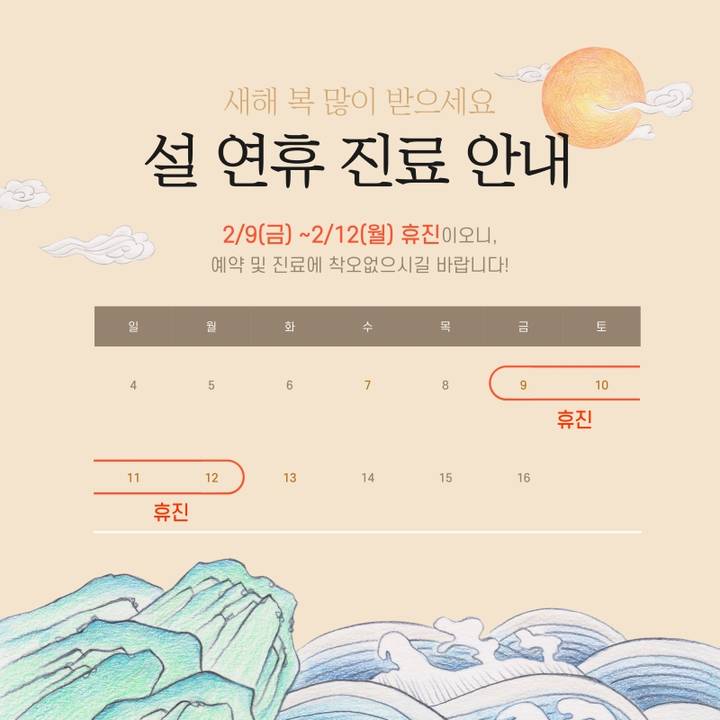 새해 복 많이 받으세요
설 연휴 진료 안내
2/9(금) ~2/12(월) 휴진이오니,
예약 및 진료에 착오없으시길 바랍니다!
일 월 화 수 목 금 토
4 5 6 7 8 9 10
휴진
11 12 13 14 15 16
휴진